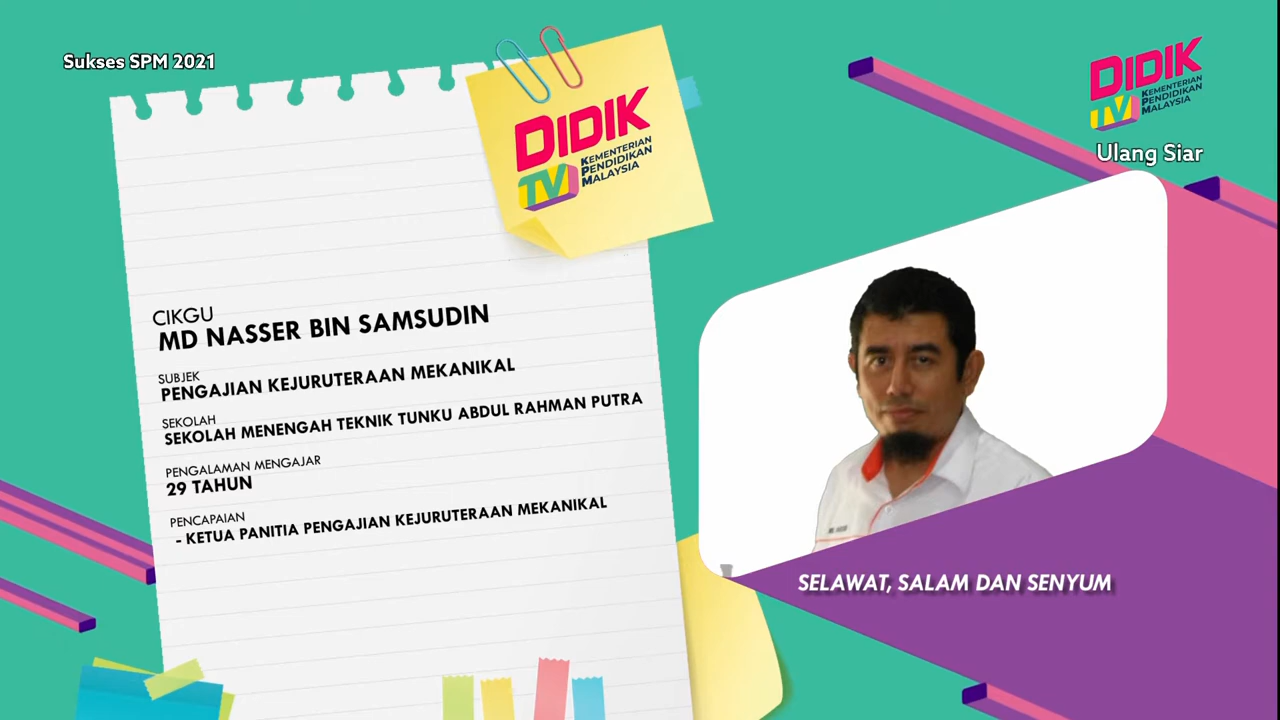 Sukses SPM 2021
DIDIK
TV
KEMENTERIAN
PENDIDIKAN
MALAYSIA
DIDIK
TV
KEMENTERIAN
PENDIDIKAN
MALAYSIA
Ulang Siar
CIKGU
MD NASSER BIN SAMSUDIN
SUBJEK
PENGAJIAN KEJURUTERAAN MEKANIKAL
SEKOLAH
SEKOLAH MENENGAH TEKNIK TUNKU ABDUL RAHMAN PUTRA
PENGALAMAN MENGAJAR
29 TAHUN
PENCAPAIAN
- KETUA PANITIA PENGAJIAN KEJURUTERAAN MEKANIKAL
SELAWAT, SALAM DAN SENYUM